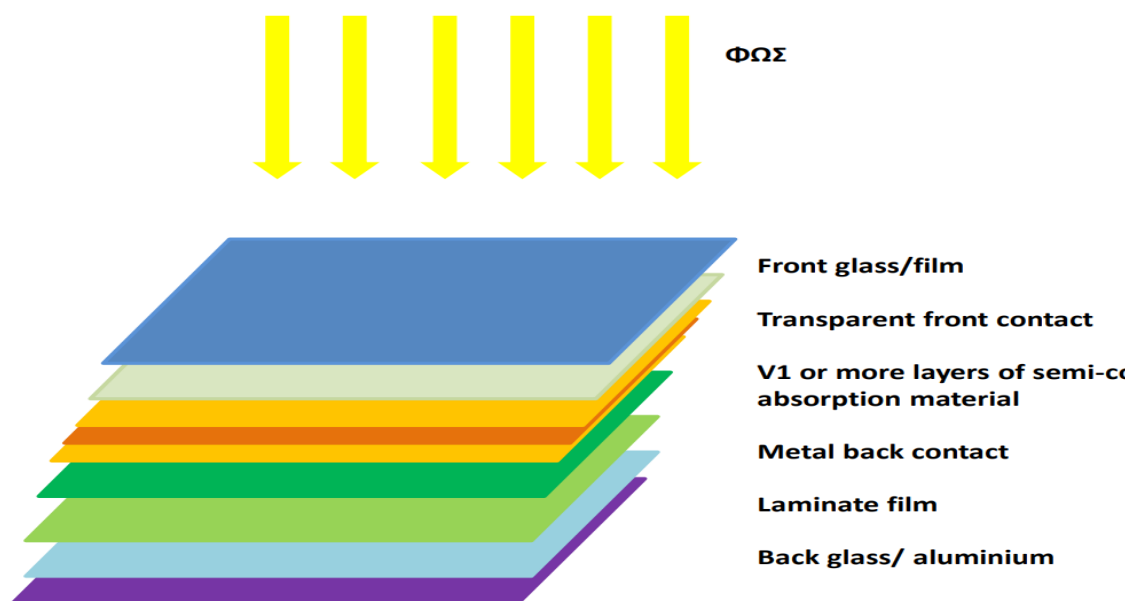 ΦΩΣ
Front glass/film
Transparent front contact
V1 or more layers of semi-co
absorption material
Metal back contact
Laminate film
Back glass/ aluminium